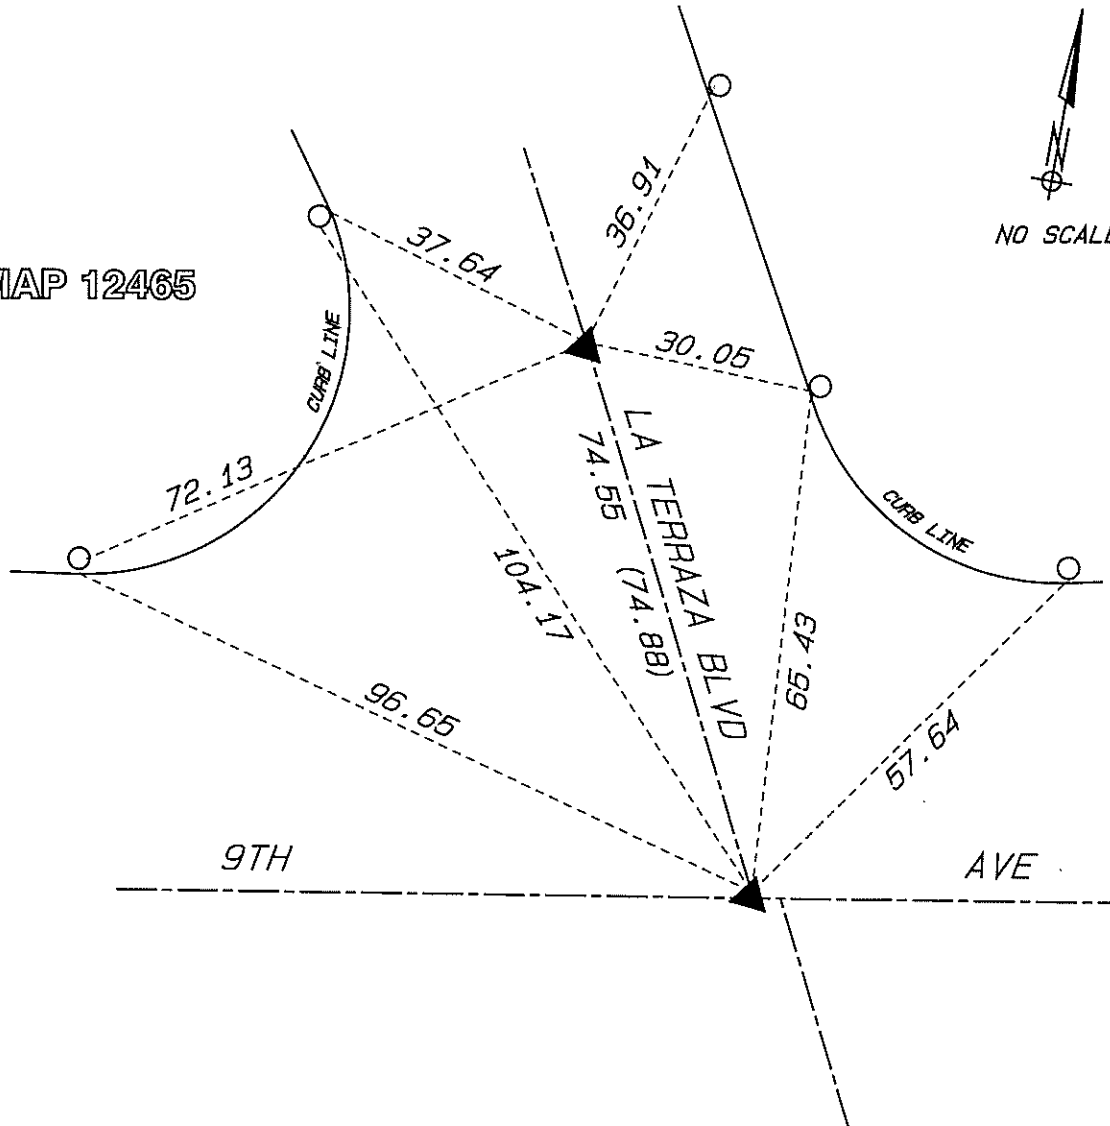 36.91
N
NO SCALE
37.64
MAP 12465
CURB LINE
30.05
72.13
LA TERRAZA BLVD
74.55 (74.88)
CURB LINE
104.17
65.43
96.65
57.64
9TH AVE